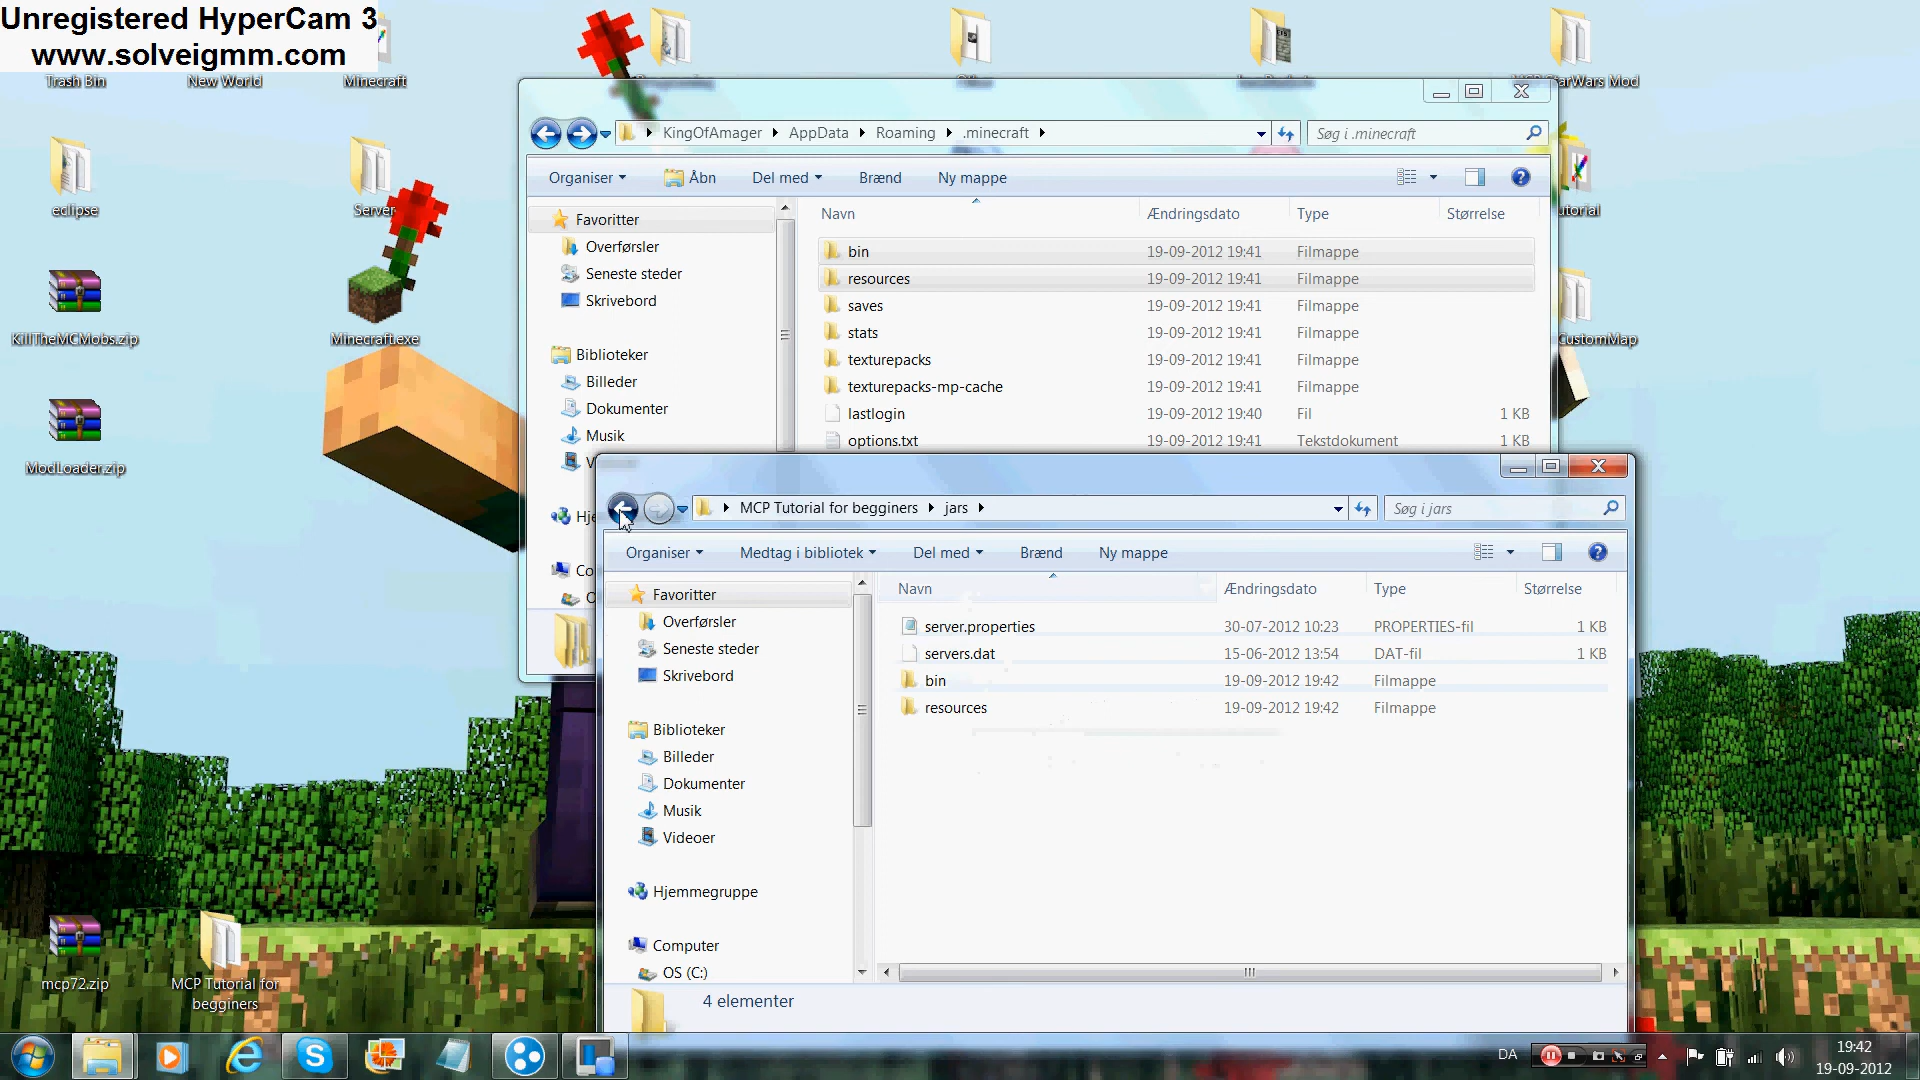 Unregistered HyperCam 3
www.solveigmm.com
Trash Bin
New World
Minecraft
eclipse
Server
KillTheMCMobs.zip
Minecraft.exe
ModLoader.zip
mcp72.zip
MCP Tutorial for
begginers
CustomMap
KingOfAmager
AppData
Roaming
.minecraft
Søg i .minecraft
Organiser
Åbn
Del med
Brænd
Ny mappe
Navn
Ændringsdato
Type
Størrelse
Favoritter
Overførsler
Seneste steder
Skrivebord
Biblioteker
Billeder
Dokumenter
Musik
bin 19-09-2012 19:41 Filmappe
resources 19-09-2012 19:41 Filmappe
saves 19-09-2012 19:41 Filmappe
stats 19-09-2012 19:41 Filmappe
texturepacks 19-09-2012 19:41 Filmappe
texturepacks-mp-cache 19-09-2012 19:41 Filmappe
lastlogin 19-09-2012 19:40 Fil 1 KB
options.txt 19-09-2012 19:41 Tekstdokument 1 KB
MCP Tutorial for begginers
jars
Søg i jars
Organiser
Medtag i bibliotek
Del med
Brænd
Ny mappe
Navn
Ændringsdato
Type
Størrelse
Favoritter
Overførsler
Seneste steder
Skrivebord
Biblioteker
Billeder
Dokumenter
Musik
Videoer
Hjemmegruppe
Computer
OS (C:)
server.properties 30-07-2012 10:23 PROPERTIES-fil 1 KB
servers.dat 15-06-2012 13:54 DAT-fil 1 KB
bin 19-09-2012 19:42 Filmappe
resources 19-09-2012 19:42 Filmappe
4 elementer
DA
19:42
19-09-2012